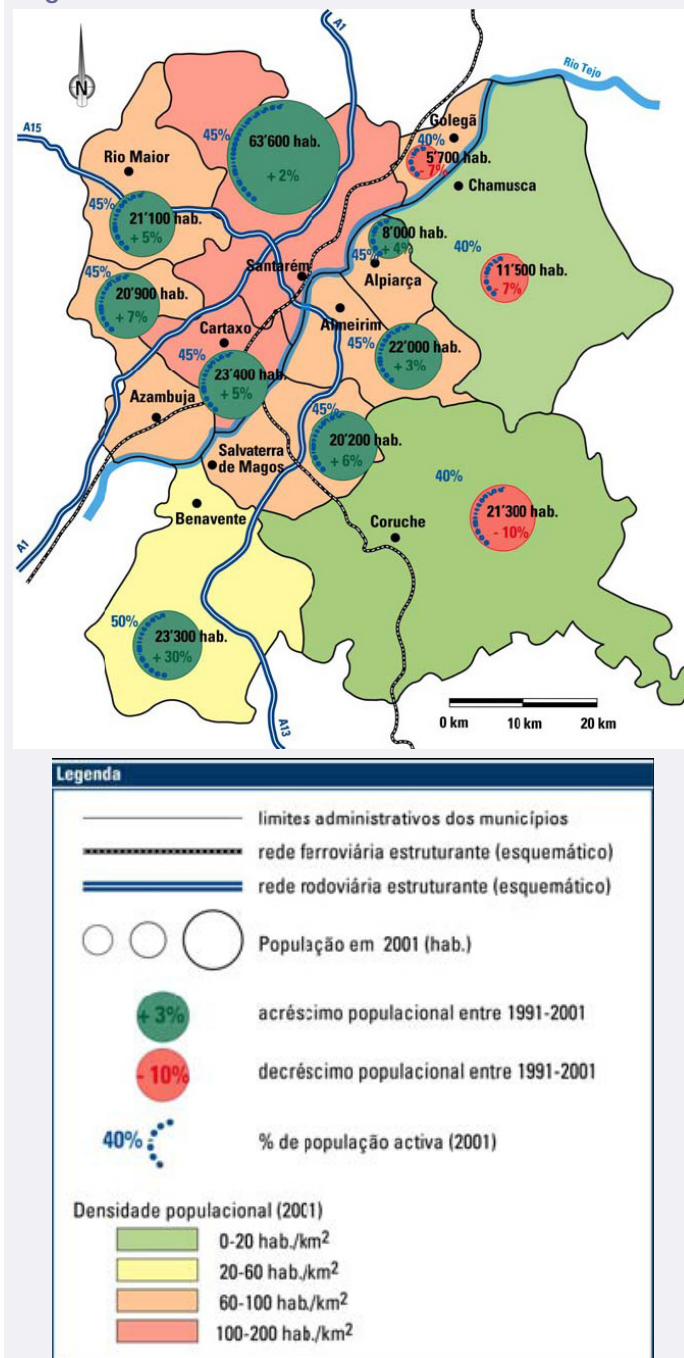 A1
Rio Tejo
N
A15
45%
63'600 hab.
+ 2%
Golegã
40%
5'700 hab.
- 7%
Rio Maior
Chamusca
45%
21'100 hab.
+ 5%
8'000 hab.
+ 4%
45%
Alpiarça
40%
11'500 hab.
- 7%
Santarém
45%
20'900 hab.
+ 7%
Almeirim
Cartaxo
45%
22'000 hab.
+ 3%
45%
23'400 hab.
+ 5%
Azambuja
45%
20'200 hab.
+ 6%
Salvaterra
de Magos
40%
21'300 hab.
- 10%
Benavente
Coruche
A1
50%
23'300 hab.
+ 30%
A13
0 km 10 km 20 km
Legenda
limites administrativos dos municípios
rede ferroviária estruturante (esquemático)
rede rodoviária estruturante (esquemático)
População em 2001 (hab.)
+ 3%
acréscimo populacional entre 1991-2001
- 10%
decréscimo populacional entre 1991-2001
40%
% de população activa (2001)
Densidade populacional (2001)
0-20 hab./km²
20-60 hab./km²
60-100 hab./km²
100-200 hab./km²